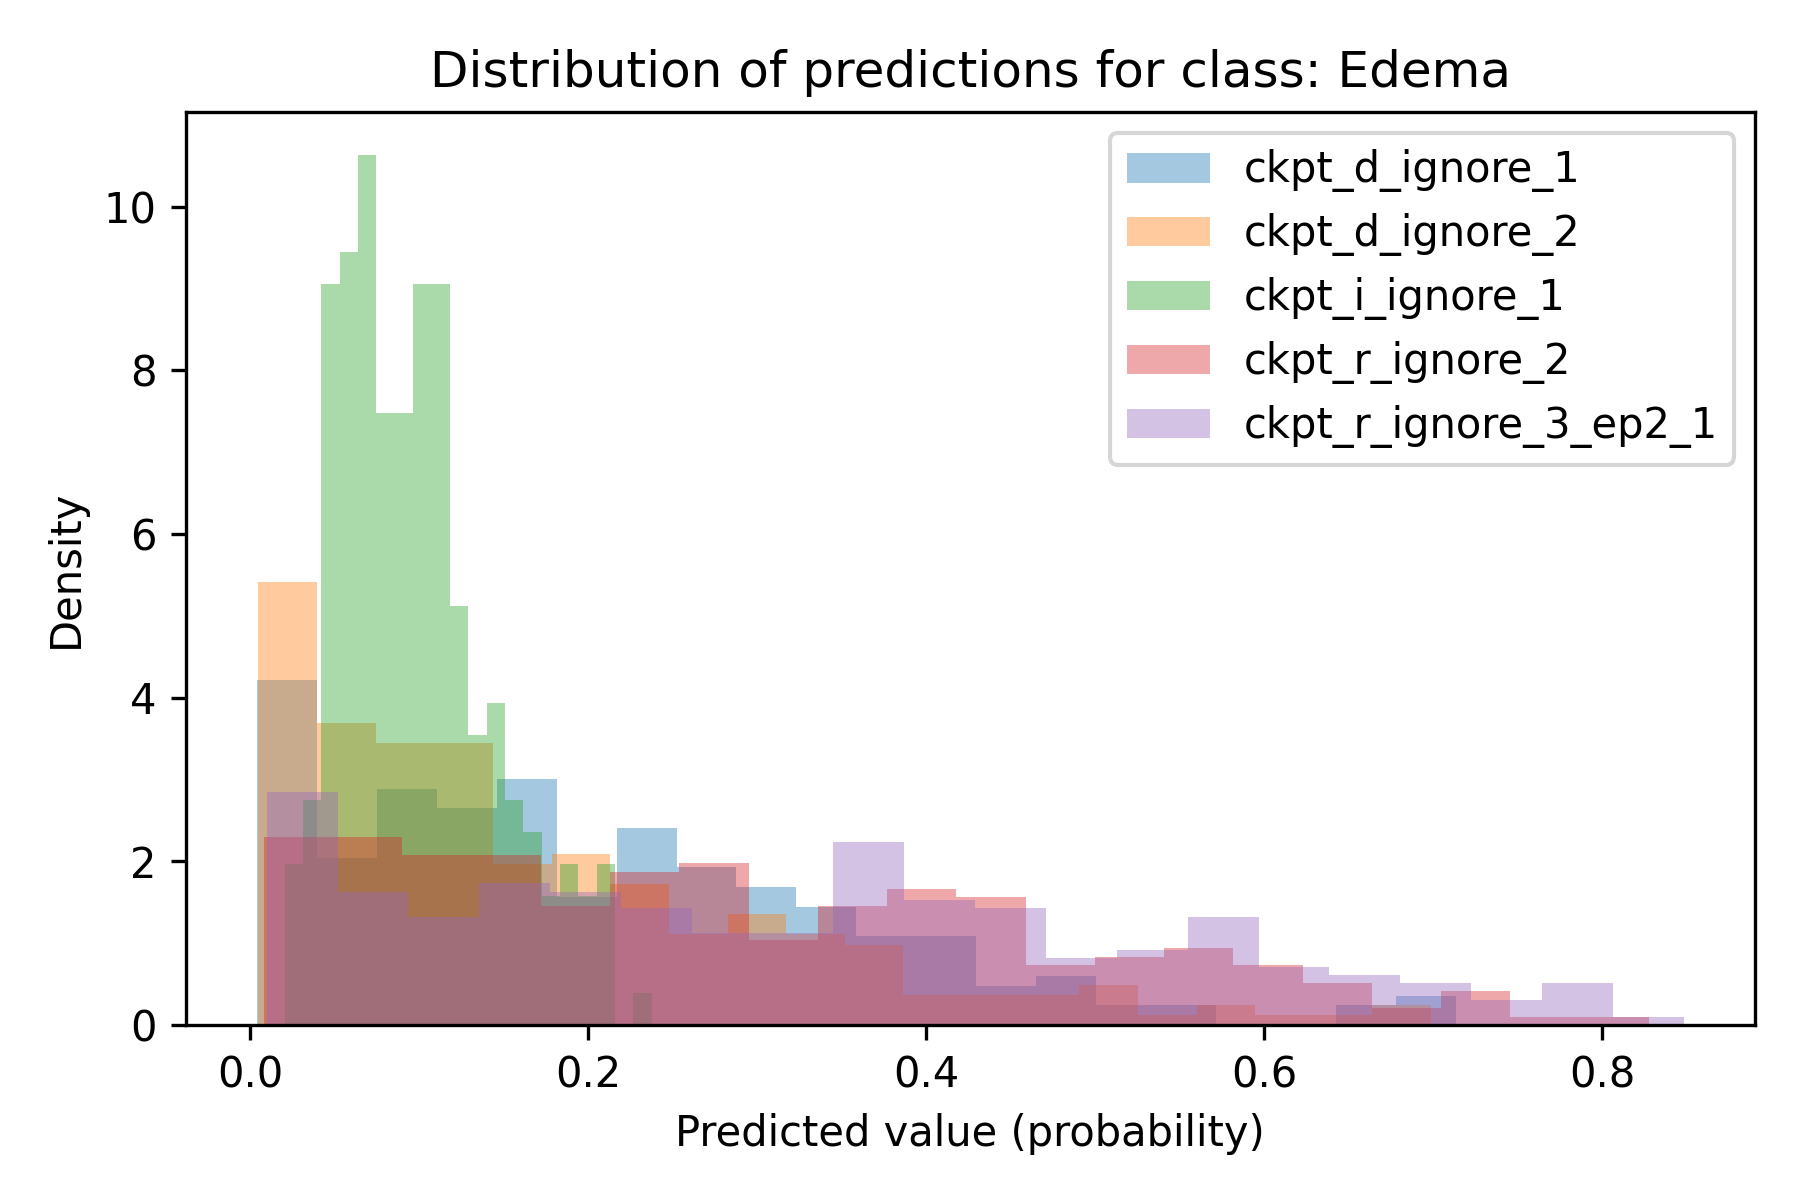 Distribution of predictions for class: Edema
ckpt_d_ignore_1
ckpt_d_ignore_2
ckpt_i_ignore_1
ckpt_r_ignore_2
ckpt_r_ignore_3_ep2_1
Density
10
8
6
4
2
0
0.0 0.2 0.4 0.6 0.8
Predicted value (probability)